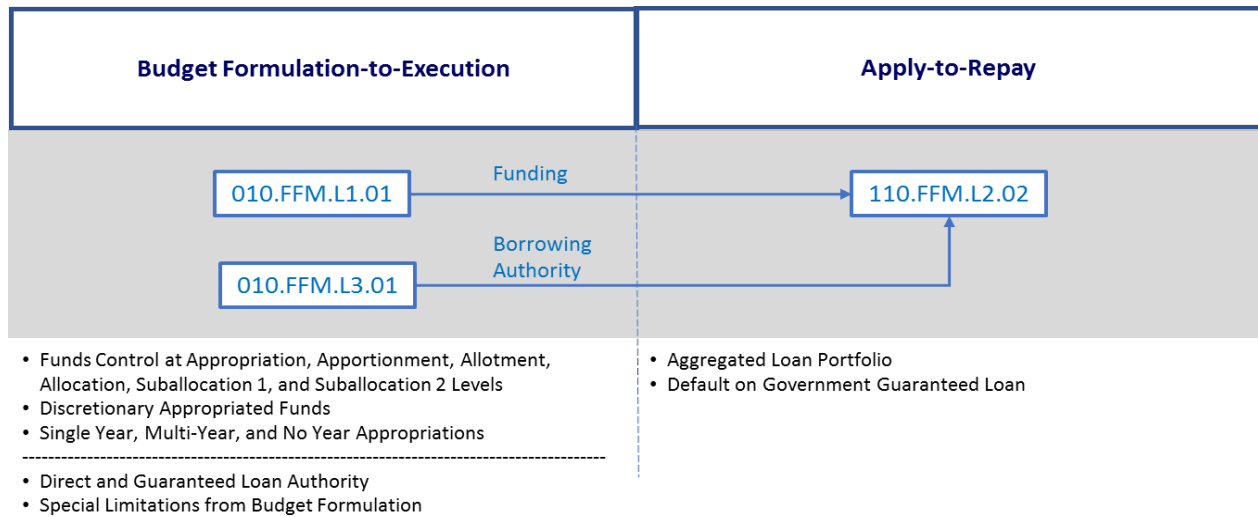 Budget Formulation-to-Execution
Apply-to-Repay
010.FFM.L1.01
Funding
110.FFM.L2.02
010.FFM.L3.01
Borrowing
Authority
• Funds Control at Appropriation, Apportionment, Allotment,
Allocation, Suballocation 1, and Suballocation 2 Levels
• Discretionary Appropriated Funds
• Single Year, Multi-Year, and No Year Appropriations
• Direct and Guaranteed Loan Authority
• Special Limitations from Budget Formulation
• Aggregated Loan Portfolio
• Default on Government Guaranteed Loan